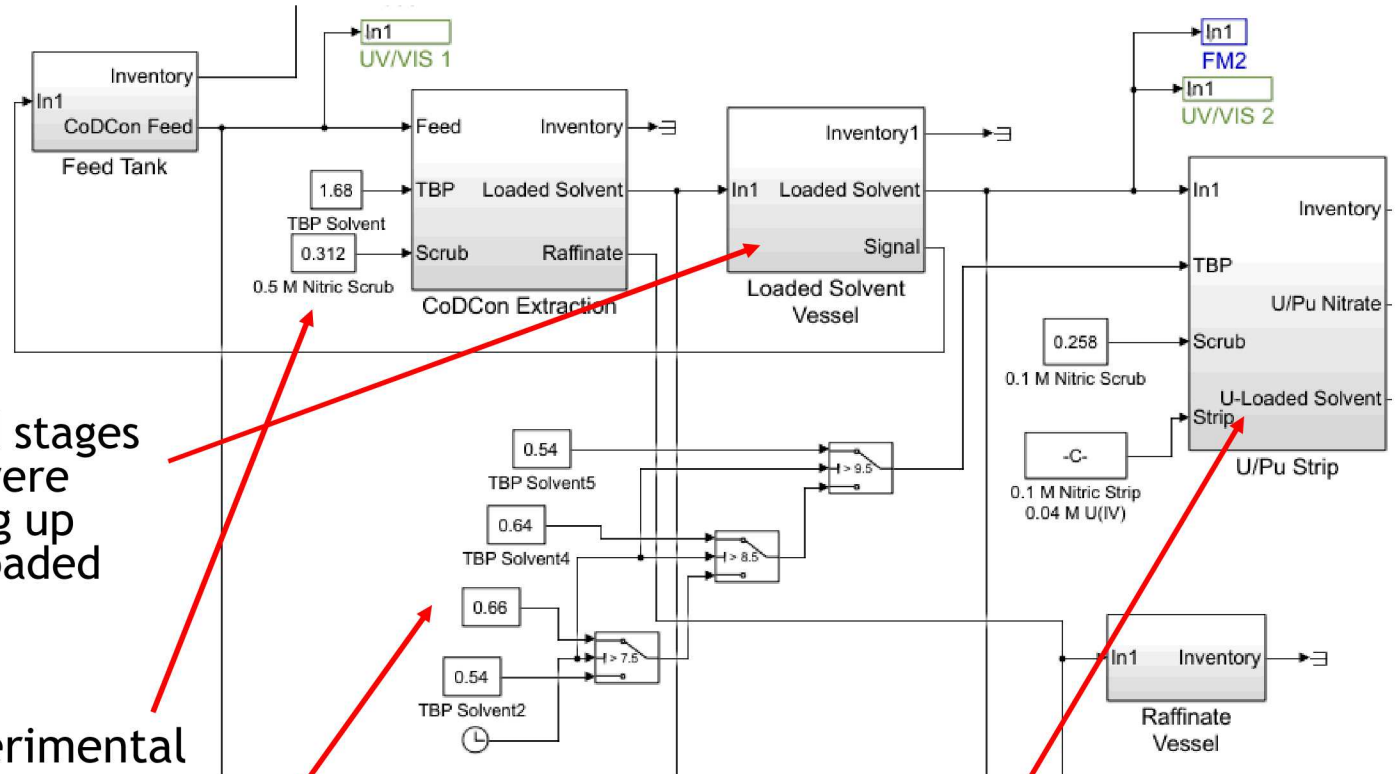 In1
UV/VIS 1
Inventory
In1
CoDCon Feed
Feed Tank
Feed
Inventory
TBP
Loaded Solvent
Scrub
Raffinate
CoDCon Extraction
1.68
TBP Solvent
0.312
0.5 M Nitric Scrub
Inventory1
In1
Loaded Solvent
Signal
Loaded Solvent
Vessel
In1
FM2
In1
UV/VIS 2
In1
Inventory
TBP
U/Pu Nitrate
Scrub
U-Loaded Solvent
Strip
U/Pu Strip
0.258
0.1 M Nitric Scrub
-C-
0.1 M Nitric Strip
0.04 M U(IV)
stages
were
g up
oaded
erimental
0.54
TBP Solvent5
> 9.5
0.64
TBP Solvent4
> 8.5
0.66
> 7.5
0.54
TBP Solvent2
In1
Inventory
Raffinate
Vessel